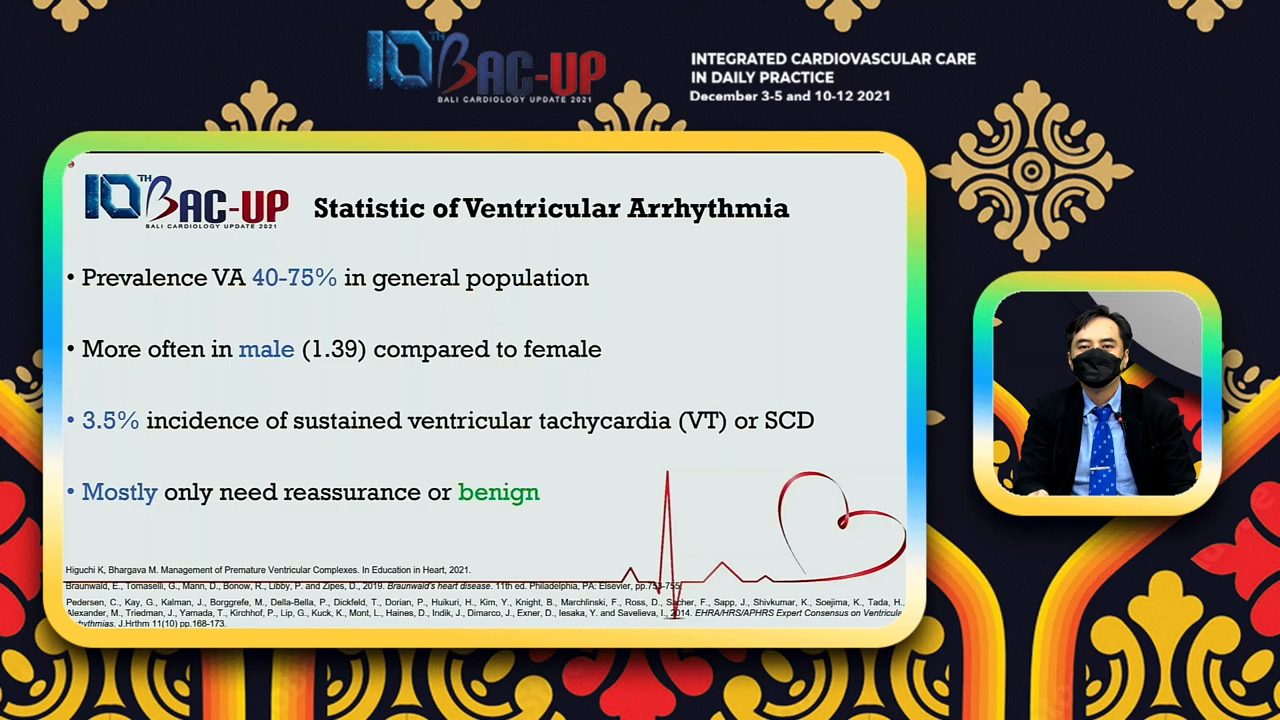 10TH BAC-UP
BALI CARDIOLOGY UPDATE 2021
INTEGRATED CARDIOVASCULAR CARE
IN DAILY PRACTICE
December 3-5 and 10-12 2021
10TH BAC-UP
BALI CARDIOLOGY UPDATE 2021
Statistic of Ventricular Arrhythmia
• Prevalence VA 40-75% in general population
• More often in male (1.39) compared to female
• 3.5% incidence of sustained ventricular tachycardia (VT) or SCD
• Mostly only need reassurance or benign
Higuchi K, Bhargava M. Management of Premature Ventricular Complexes. In Education in Heart, 2021.
Braunwald, E., Tomaselli, G., Mann, D., Bonow, R., Libby, P. and Zipes, D., 2019. Braunwald's heart disease. 11th ed. Philadelphia, PA: Elsevier, pp.753-755
Pedersen, C., Kay, G., Kalman, J., Borggrefe, M., Della-Bella, P., Dickfeld, T., Dorian, P., Huikuri, H., Kim, Y., Knight, B., Marchlinski, F., Ross, D., Sacher, F., Sapp, J., Shivkumar, K., Soejima, K., Tada, H.,
Alexander, M., Triedman, J., Yamada, T., Kirchhof, P., Lip, G., Kuck, K., Mont, L., Haines, D., Indik, J., Dimarco, J., Exner, D., Iesaka, Y. and Savelieva, I., 2014. EHRA/HRS/APHRS Expert Consensus on Ventricula
rhythmias. J.Hrthm 11(10) pp.168-173.